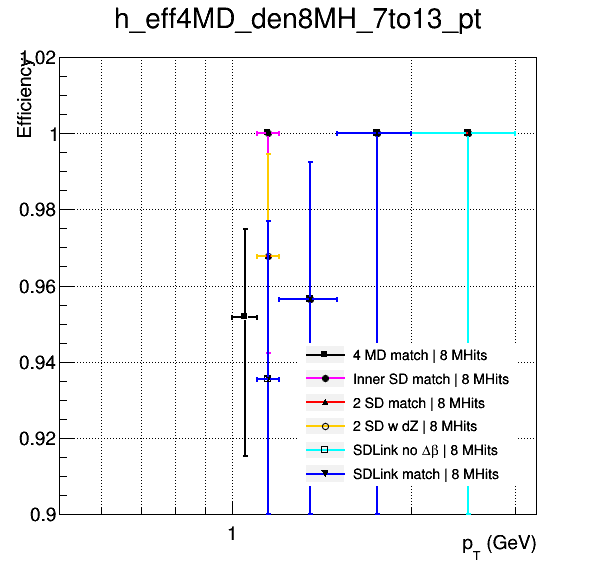 h_eff4MD_den8MH_7to13_pt
Efficiency
1.02
1
0.98
0.96
0.94
0.92
0.9
4 MD match | 8 MHits
Inner SD match | 8 MHits
2 SD match | 8 MHits
2 SD w dZ | 8 MHits
SDLink no Δβ | 8 MHits
SDLink match | 8 MHits
1
p_T (GeV)